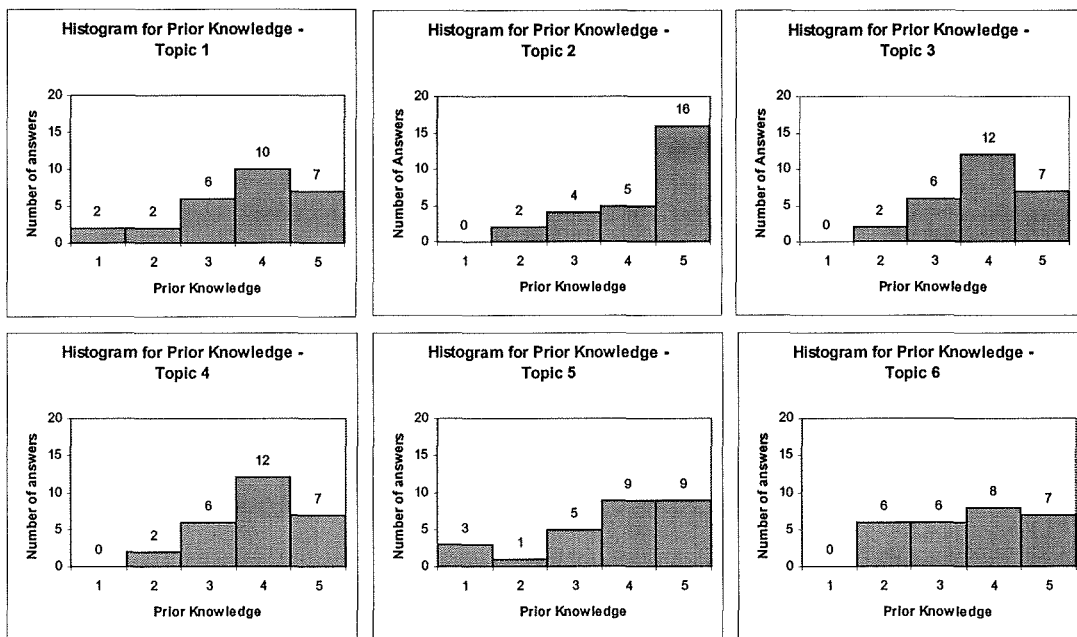 Histogram for Prior Knowledge -
Topic 1
20
15
10
5
0
Number of answers
2
2
6
10
7
1 2 3 4 5
Prior Knowledge
Histogram for Prior Knowledge -
Topic 2
20
15
10
5
0
Number of Answers
0
2
4
5
16
1 2 3 4 5
Prior Knowledge
Histogram for Prior Knowledge -
Topic 3
20
15
10
5
0
Number of Answers
0
2
6
12
7
1 2 3 4 5
Prior Knowledge
Histogram for Prior Knowledge -
Topic 4
20
15
10
5
0
Number of answers
0
2
6
12
7
1 2 3 4 5
Prior Knowledge
Histogram for Prior Knowledge -
Topic 5
20
15
10
5
0
Number of answers
3
1
5
9
9
1 2 3 4 5
Prior Knowledge
Histogram for Prior Knowledge -
Topic 6
20
15
10
5
0
Number of answers
0
6
6
8
7
1 2 3 4 5
Prior Knowledge